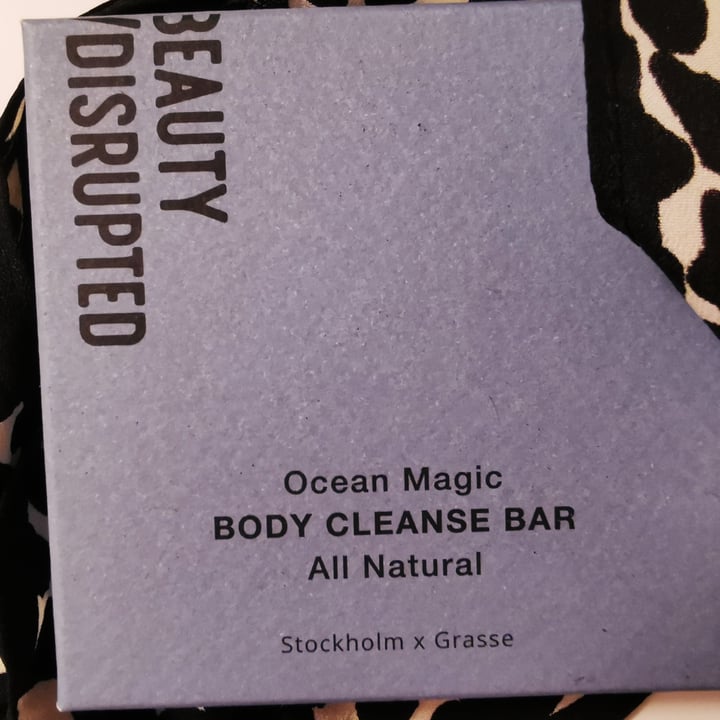 BEAUTY
/DISRUPTED
Ocean Magic
BODY CLEANSE BAR
All Natural
Stockholm x Grasse